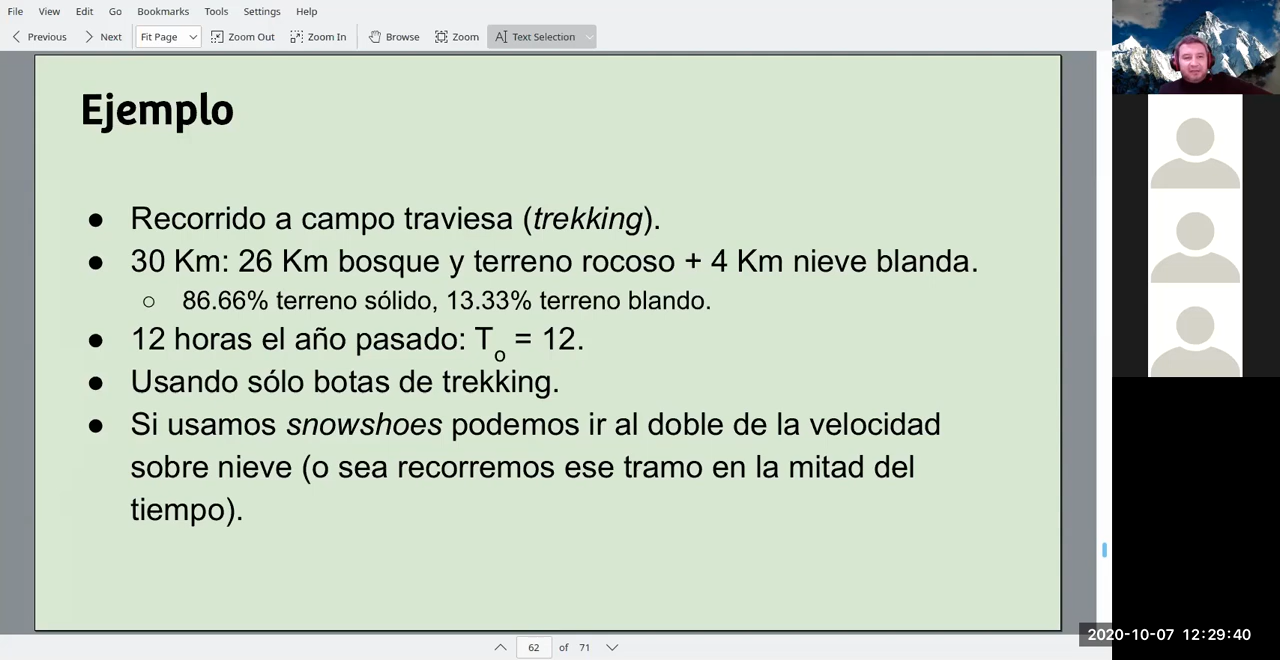 File View Edit Go Bookmarks Tools Settings Help
Previous Next Fit Page Zoom Out Zoom In Browse Zoom Text Selection
Ejemplo
● Recorrido a campo traviesa (trekking).
● 30 Km: 26 Km bosque y terreno rocoso + 4 Km nieve blanda.
○ 86.66% terreno sólido, 13.33% terreno blando.
● 12 horas el año pasado: To = 12.
● Usando sólo botas de trekking.
● Si usamos snowshoes podemos ir al doble de la velocidad
sobre nieve (o sea recorremos ese tramo en la mitad del
tiempo).
62 of 71
2020-10-07 12:29:40